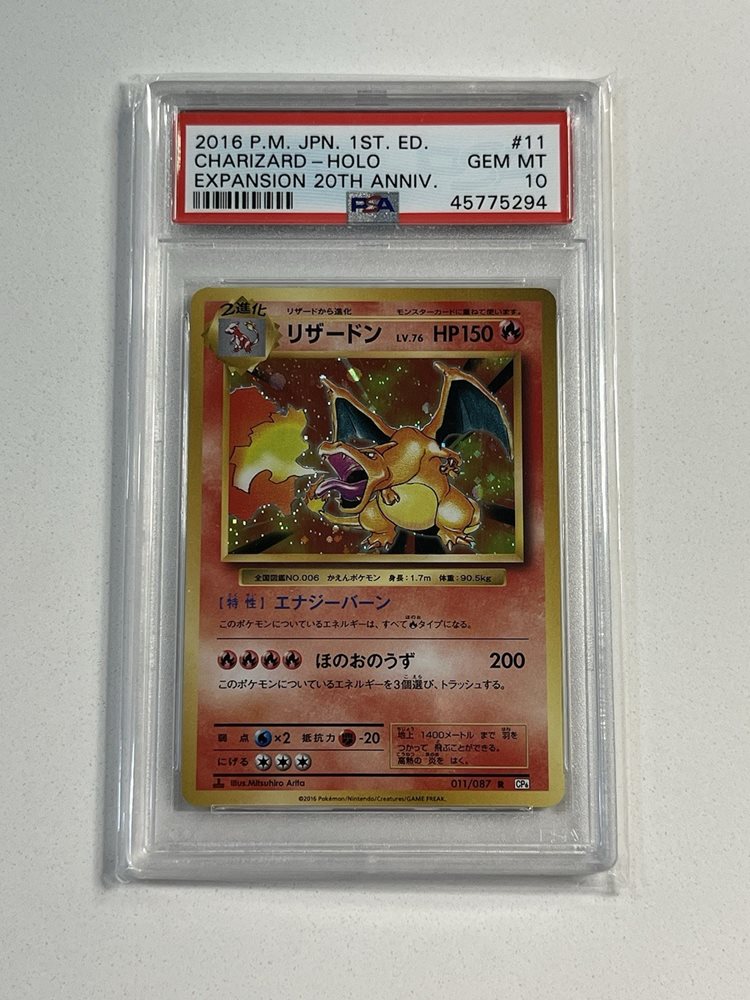 2016 P.M. JPN. 1ST. ED. #11
CHARIZARD-HOLO GEM MT
EXPANSION 20TH ANNIV. 10
PSA 45775294
2進化 リザードから進化 モンスターカードに重ねて使います。
リザードン LV.76 HP150
全国図鑑NO.006 かえんポケモン 身長:1.7m 体重:90.5kg
[特性] エナジーバーン
このポケモンについているエネルギーは、すべてタイプになる。
ほのおのうず 200
このポケモンについているエネルギーを3個選び、トラッシュする。
弱点 ×2 抵抗力 -20
にげる
地上 1400メートル まで 羽を
つかって 飛ぶことができる。
高熱の 炎を はく。
Illus.Mitsuhiro Arita 011/087 R CP6
©2016 Pokémon/Nintendo/Creatures/GAME FREAK.